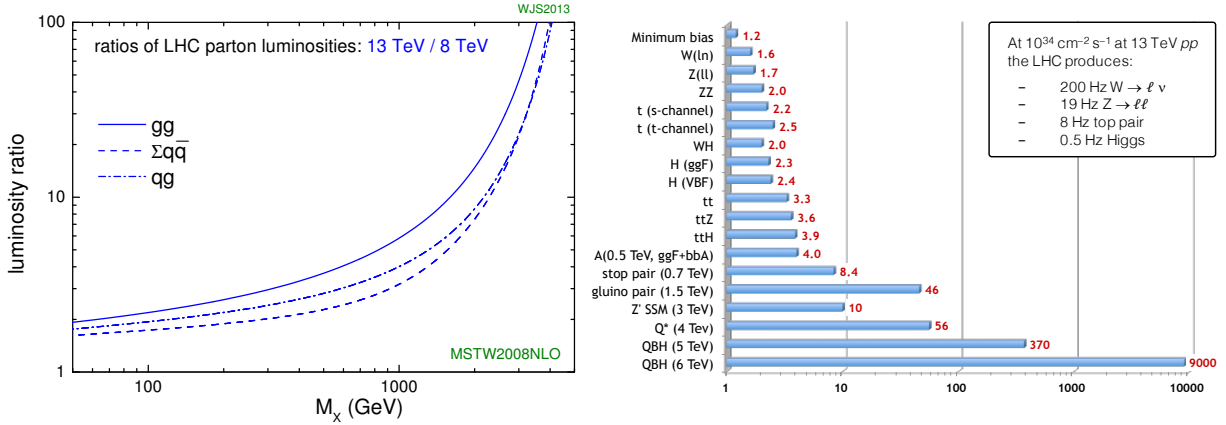 WJS2013
ratios of LHC parton luminosities: 13 TeV / 8 TeV
gg
Σqq̅
qg
MSTW2008NLO
luminosity ratio
100
10
1
100
1000
M_X (GeV)
Minimum bias 1.2
W(ln) 1.6
Z(ll) 1.7
ZZ 2.0
t (s-channel) 2.2
t (t-channel) 2.5
WH 2.0
H (ggF) 2.3
H (VBF) 2.4
tt 3.3
ttZ 3.6
ttH 3.9
A(0.5 TeV, ggF+bbA) 4.0
stop pair (0.7 TeV) 8.4
gluino pair (1.5 TeV) 46
Z' SSM (3 TeV) 10
Q* (4 Tev) 56
QBH (5 TeV) 370
QBH (6 TeV) 9000
1 10 100 1000 10000
At 10³⁴ cm⁻² s⁻¹ at 13 TeV pp
the LHC produces:
– 200 Hz W → ℓ ν
– 19 Hz Z → ℓℓ
– 8 Hz top pair
– 0.5 Hz Higgs